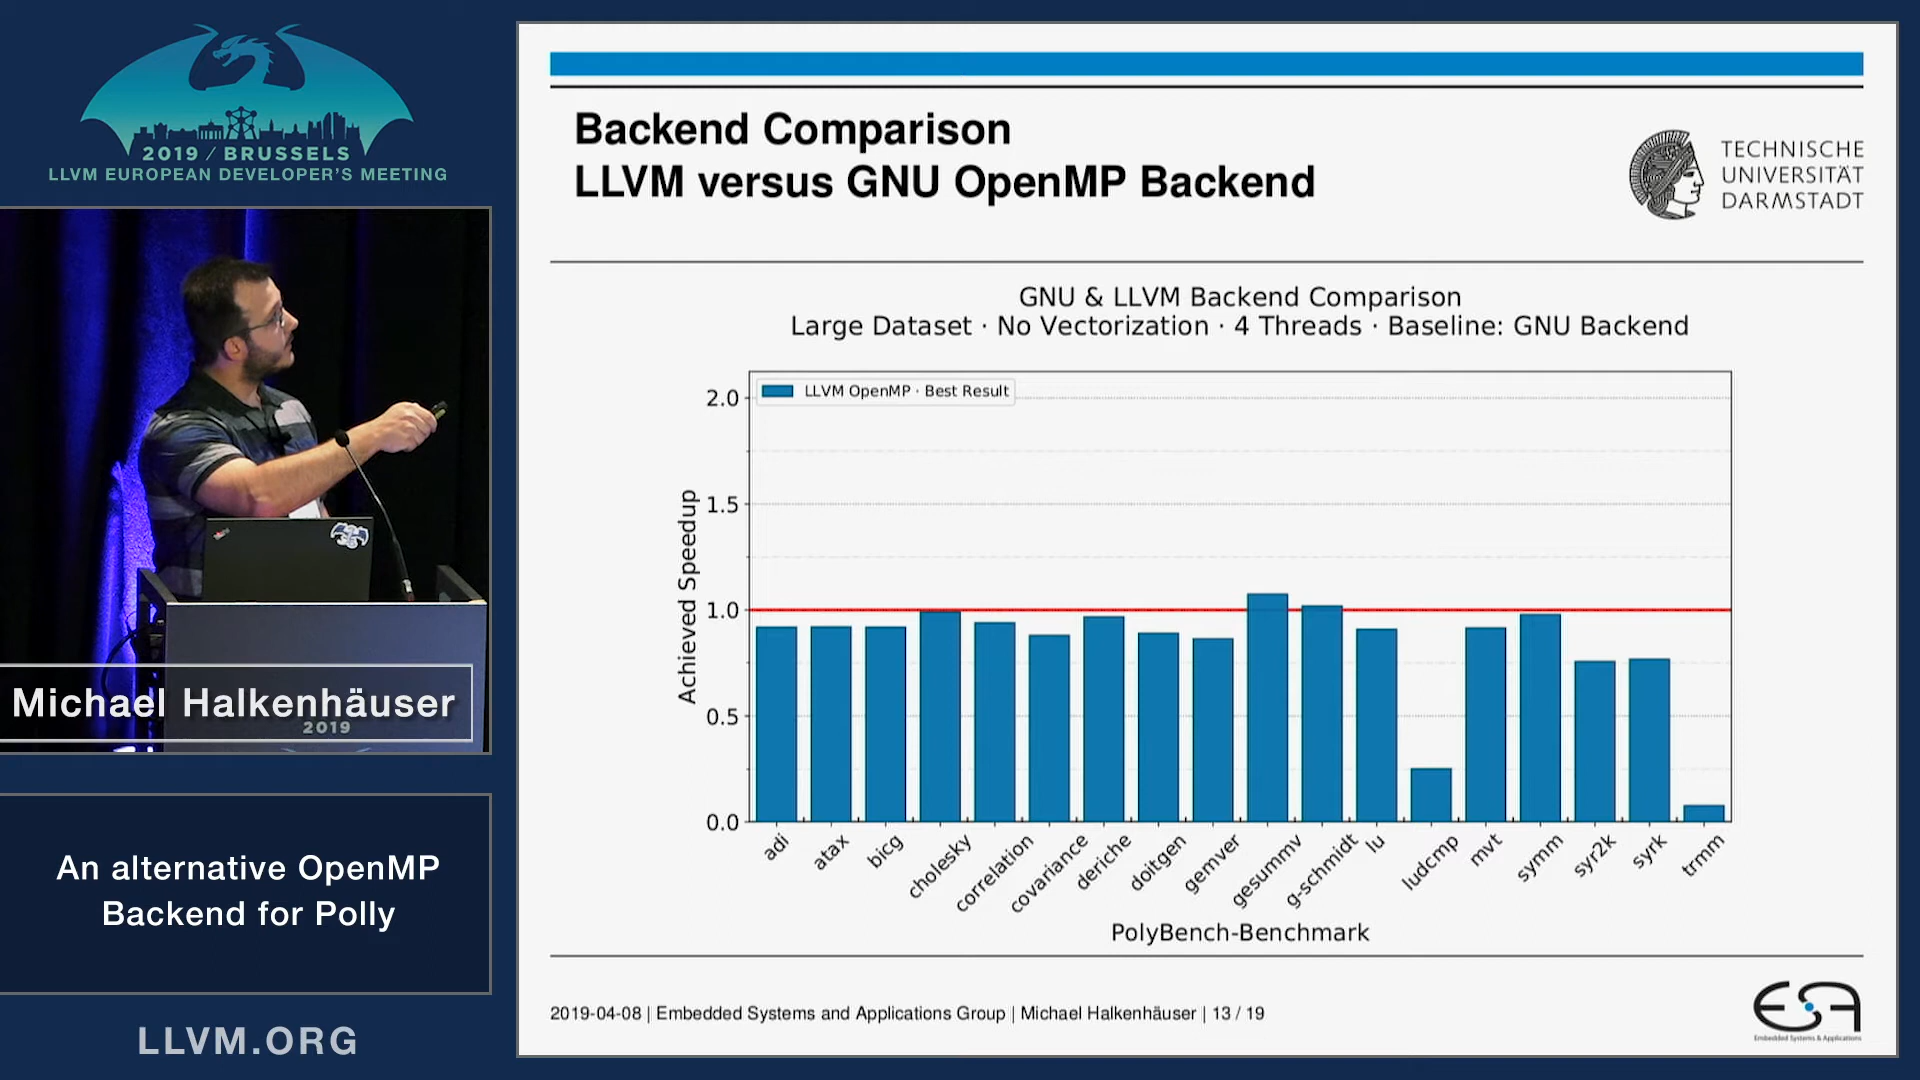 2019 / BRUSSELS
LLVM EUROPEAN DEVELOPER'S MEETING
Michael Halkenhäuser
2019
An alternative OpenMP
Backend for Polly
LLVM.ORG
Backend Comparison
LLVM versus GNU OpenMP Backend
TECHNISCHE
UNIVERSITÄT
DARMSTADT
GNU & LLVM Backend Comparison
Large Dataset · No Vectorization · 4 Threads · Baseline: GNU Backend
LLVM OpenMP · Best Result
Achieved Speedup
2.0
1.5
1.0
0.5
0.0
adi
atax
bicg
cholesky
correlation
covariance
deriche
doitgen
gemver
gesummv
g-schmidt
lu
ludcmp
mvt
symm
syr2k
syrk
trmm
PolyBench-Benchmark
2019-04-08 | Embedded Systems and Applications Group | Michael Halkenhäuser | 13 / 19
ESA
Embedded Systems & Applications